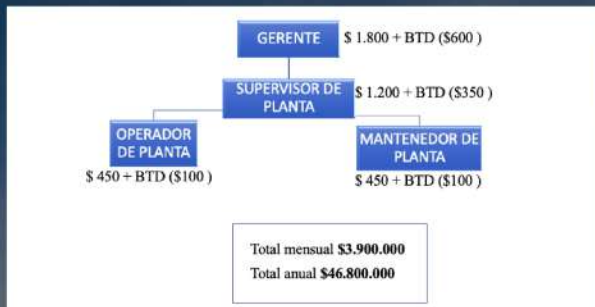 GERENTE
$ 1.800 + BTD ($600 )
SUPERVISOR DE
PLANTA
$ 1.200 + BTD ($350 )
OPERADOR
DE PLANTA
$ 450 + BTD ($100 )
MANTENEDOR DE
PLANTA
$ 450 + BTD ($100 )
Total mensual $3.900.000
Total anual $46.800.000